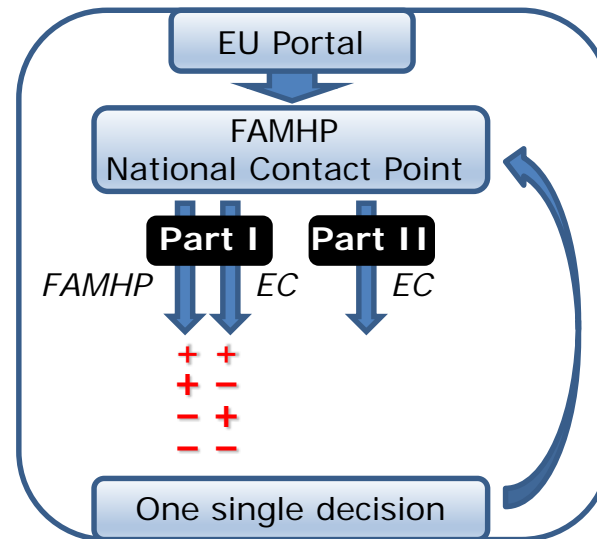 EU Portal
FAMHP
National Contact Point
Part I Part II
FAMHP EC EC
+ +
+ −
− +
− −
One single decision